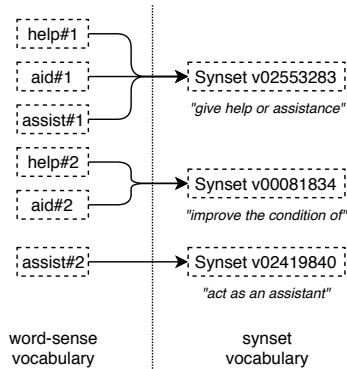 help#1
aid#1
assist#1
Synset v02553283
"give help or assistance"
help#2
aid#2
Synset v00081834
"improve the condition of"
assist#2
Synset v02419840
"act as an assistant"
word-sense
vocabulary
synset
vocabulary